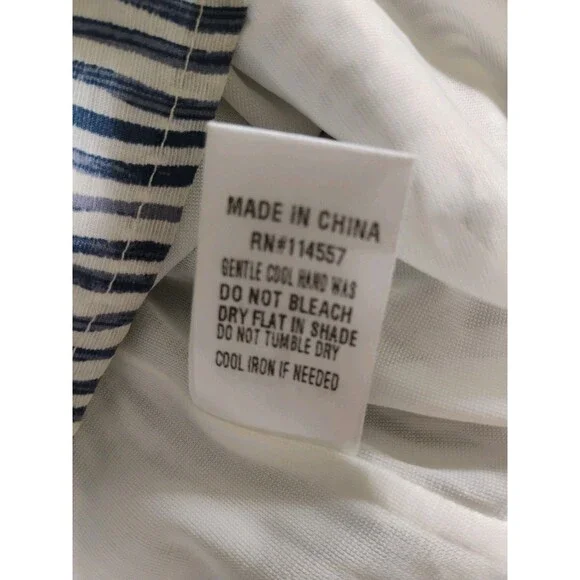 MADE IN CHINA
RN#114557
GENTLE COOL HAND WAS
DO NOT BLEACH
DRY FLAT IN SHADE
DO NOT TUMBLE DRY
COOL IRON IF NEEDED